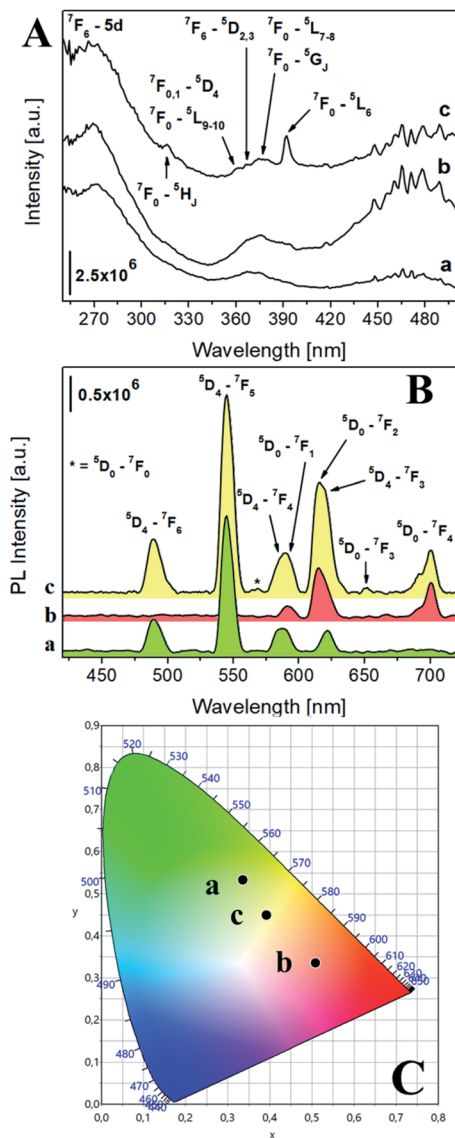 A
⁷F₆ - 5d
⁷F₆ - ⁵D₂,₃
⁷F₀ - ⁵L₇₋₈
⁷F₀ - ⁵G_J
⁷F₀,₁ - ⁵D₄
⁷F₀ - ⁵L₉₋₁₀
⁷F₀ - ⁵L₆
⁷F₀ - ⁵H_J
c
b
a
2.5x10⁶
Intensity [a.u.]
270 300 330 360 390 420 450 480
Wavelength [nm]
B
0.5x10⁶
⁵D₄ - ⁷F₅
* = ⁵D₀ - ⁷F₀
⁵D₀ - ⁷F₁
⁵D₀ - ⁷F₂
⁵D₄ - ⁷F₆
⁵D₄ - ⁷F₄
⁵D₄ - ⁷F₃
⁵D₀ - ⁷F₃
⁵D₀ - ⁷F₄
*
c
b
a
PL Intensity [a.u.]
450 500 550 600 650 700
Wavelength [nm]
0,9
0,8
0,7
0,6
0,5
y
0,4
0,3
0,2
0,1
0,0
520
530
540
510
550
560
570
500
580
590
600
610
620
630
650
490
480
470
460
440
a
c
b
C
0,0 0,1 0,2 0,3 0,4 0,5 0,6 0,7 0,8
x